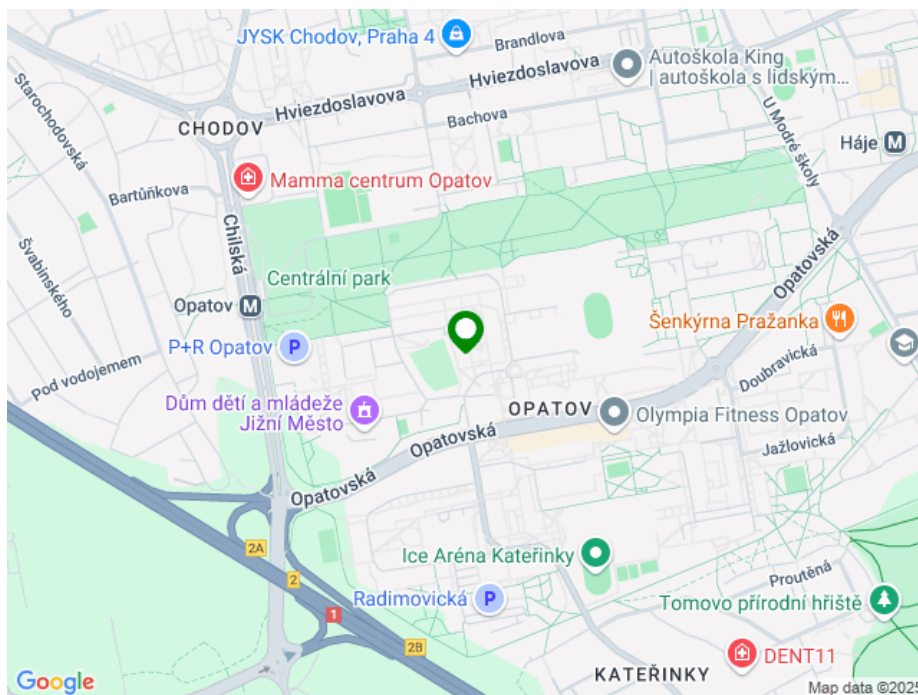 JYSK Chodov, Praha 4
Brandlova
Hviezdoslavova
Autoškola King
| autoškola s lidským...
Starochodovská
Hviezdoslavova
Bachova
U Modré školy
CHODOV
Háje M
Mamma centrum Opatov
Bartůňkova
Chilská
Švabinského
Opatovská
Centrální park
Opatov M
Šenkýrna Pražanka
P+R Opatov P
Pod vodojemem
Doubravická
Dům dětí a mládeže
Jižní Město
OPATOV
Olympia Fitness Opatov
Opatovská
Jažlovická
Opatovská
2A
Ice Aréna Kateřinky
2
Proutěná
Radimovická P
Tomovo přírodní hřiště
1
2B
DENT11
KATEŘINKY
Google
Map data ©2025